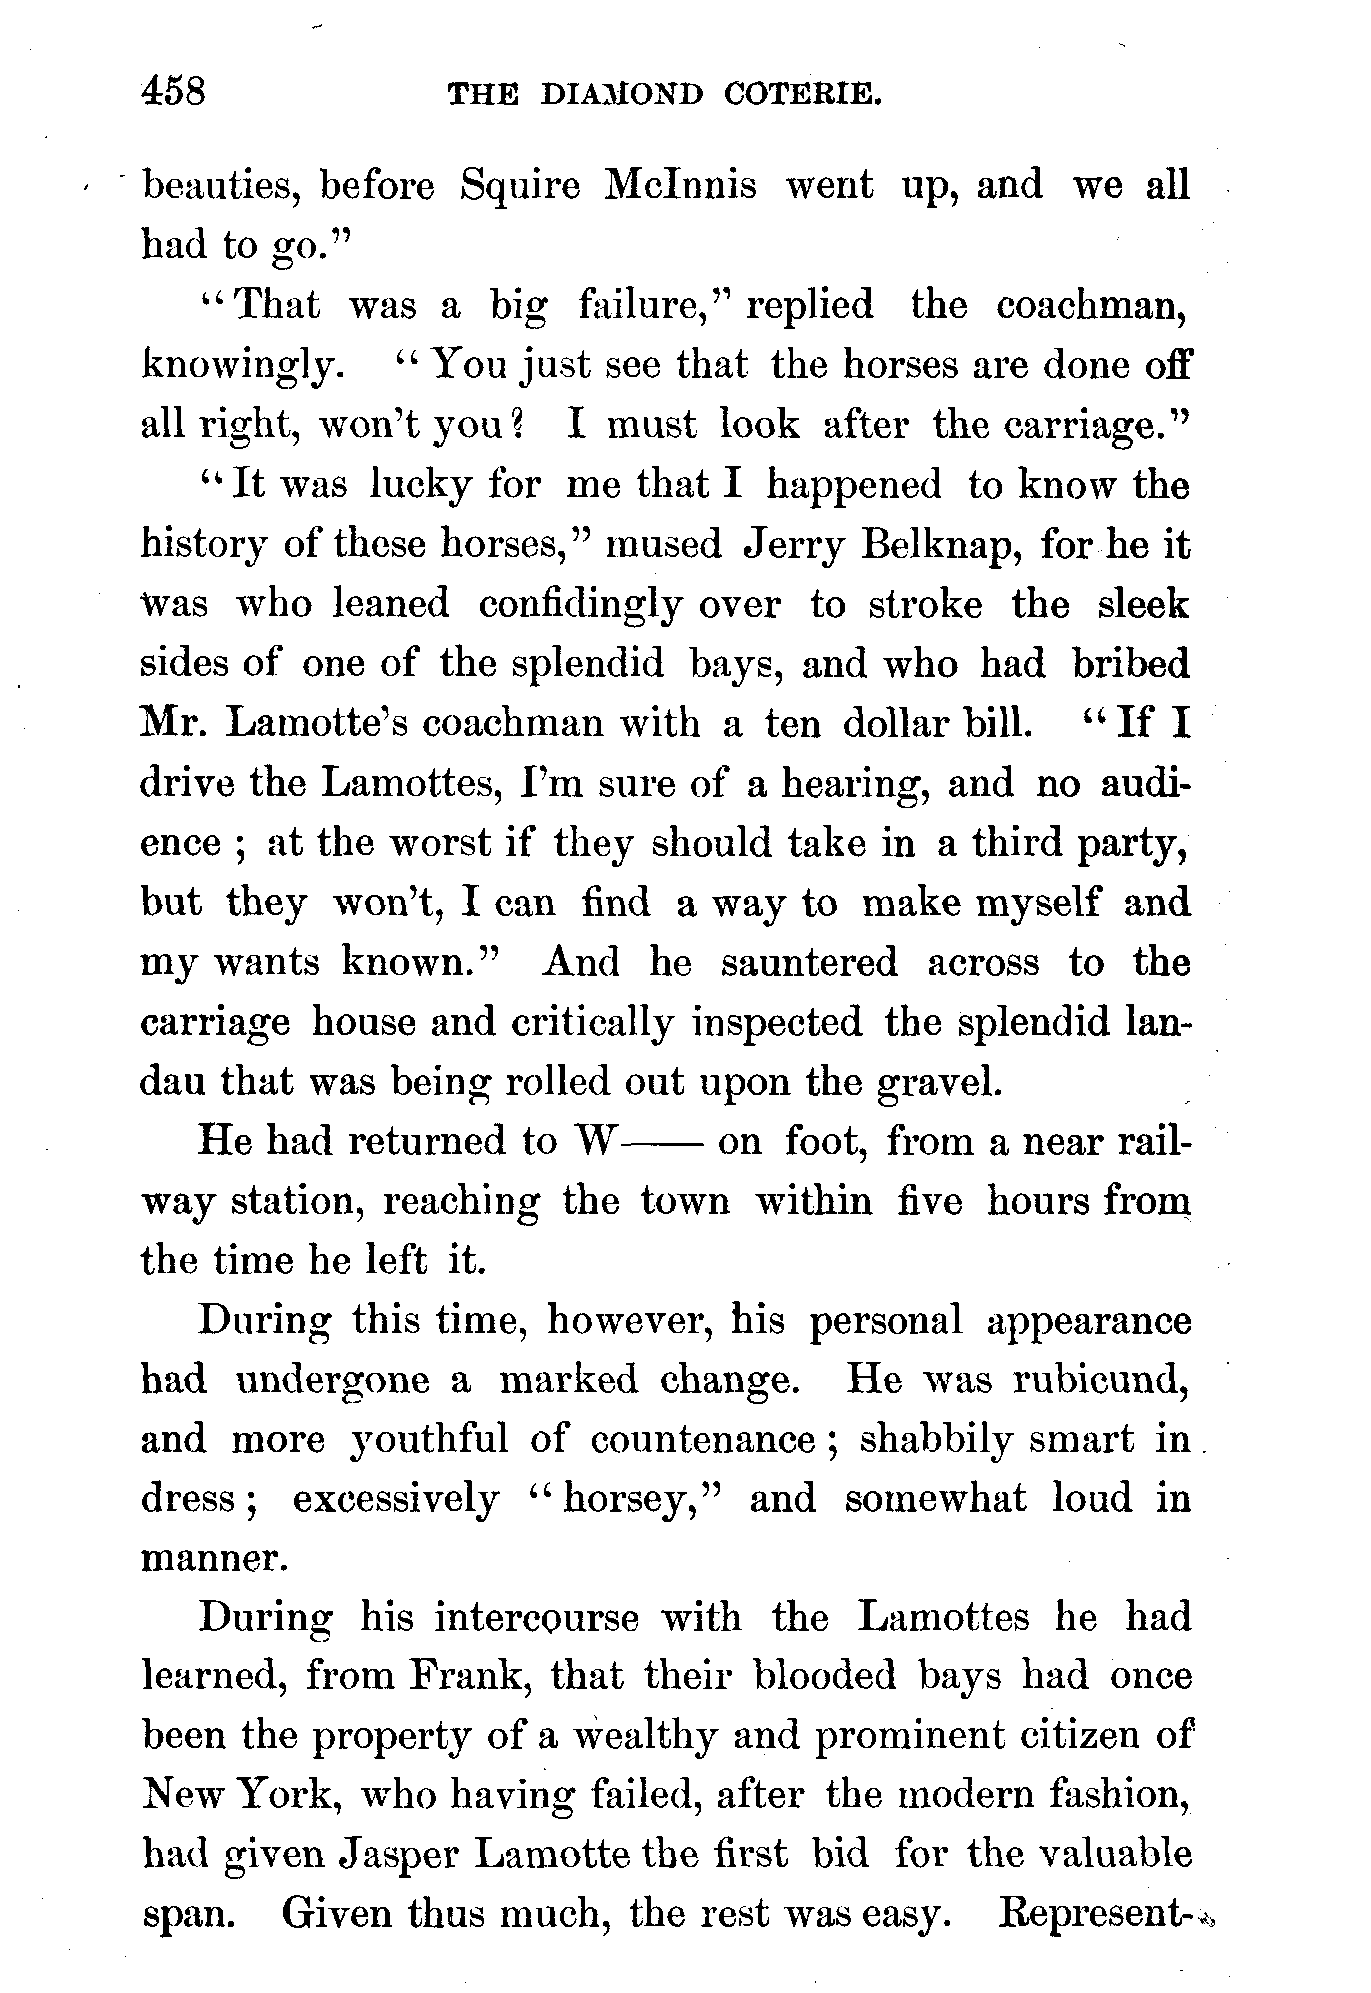 458 THE DIAMOND COTERIE.
beauties, before Squire McInnis went up, and we all
had to go."
"That was a big failure," replied the coachman,
knowingly. "You just see that the horses are done off
all right, won't you? I must look after the carriage."
"It was lucky for me that I happened to know the
history of these horses," mused Jerry Belknap, for he it
was who leaned confidingly over to stroke the sleek
sides of one of the splendid bays, and who had bribed
Mr. Lamotte's coachman with a ten dollar bill. "If I
drive the Lamottes, I'm sure of a hearing, and no audi-
ence ; at the worst if they should take in a third party,
but they won't, I can find a way to make myself and
my wants known." And he sauntered across to the
carriage house and critically inspected the splendid lan-
dau that was being rolled out upon the gravel.
He had returned to W—— on foot, from a near rail-
way station, reaching the town within five hours from
the time he left it.
During this time, however, his personal appearance
had undergone a marked change. He was rubicund,
and more youthful of countenance ; shabbily smart in
dress ; excessively "horsey," and somewhat loud in
manner.
During his intercourse with the Lamottes he had
learned, from Frank, that their blooded bays had once
been the property of a wealthy and prominent citizen of
New York, who having failed, after the modern fashion,
had given Jasper Lamotte the first bid for the valuable
span. Given thus much, the rest was easy. Represent-